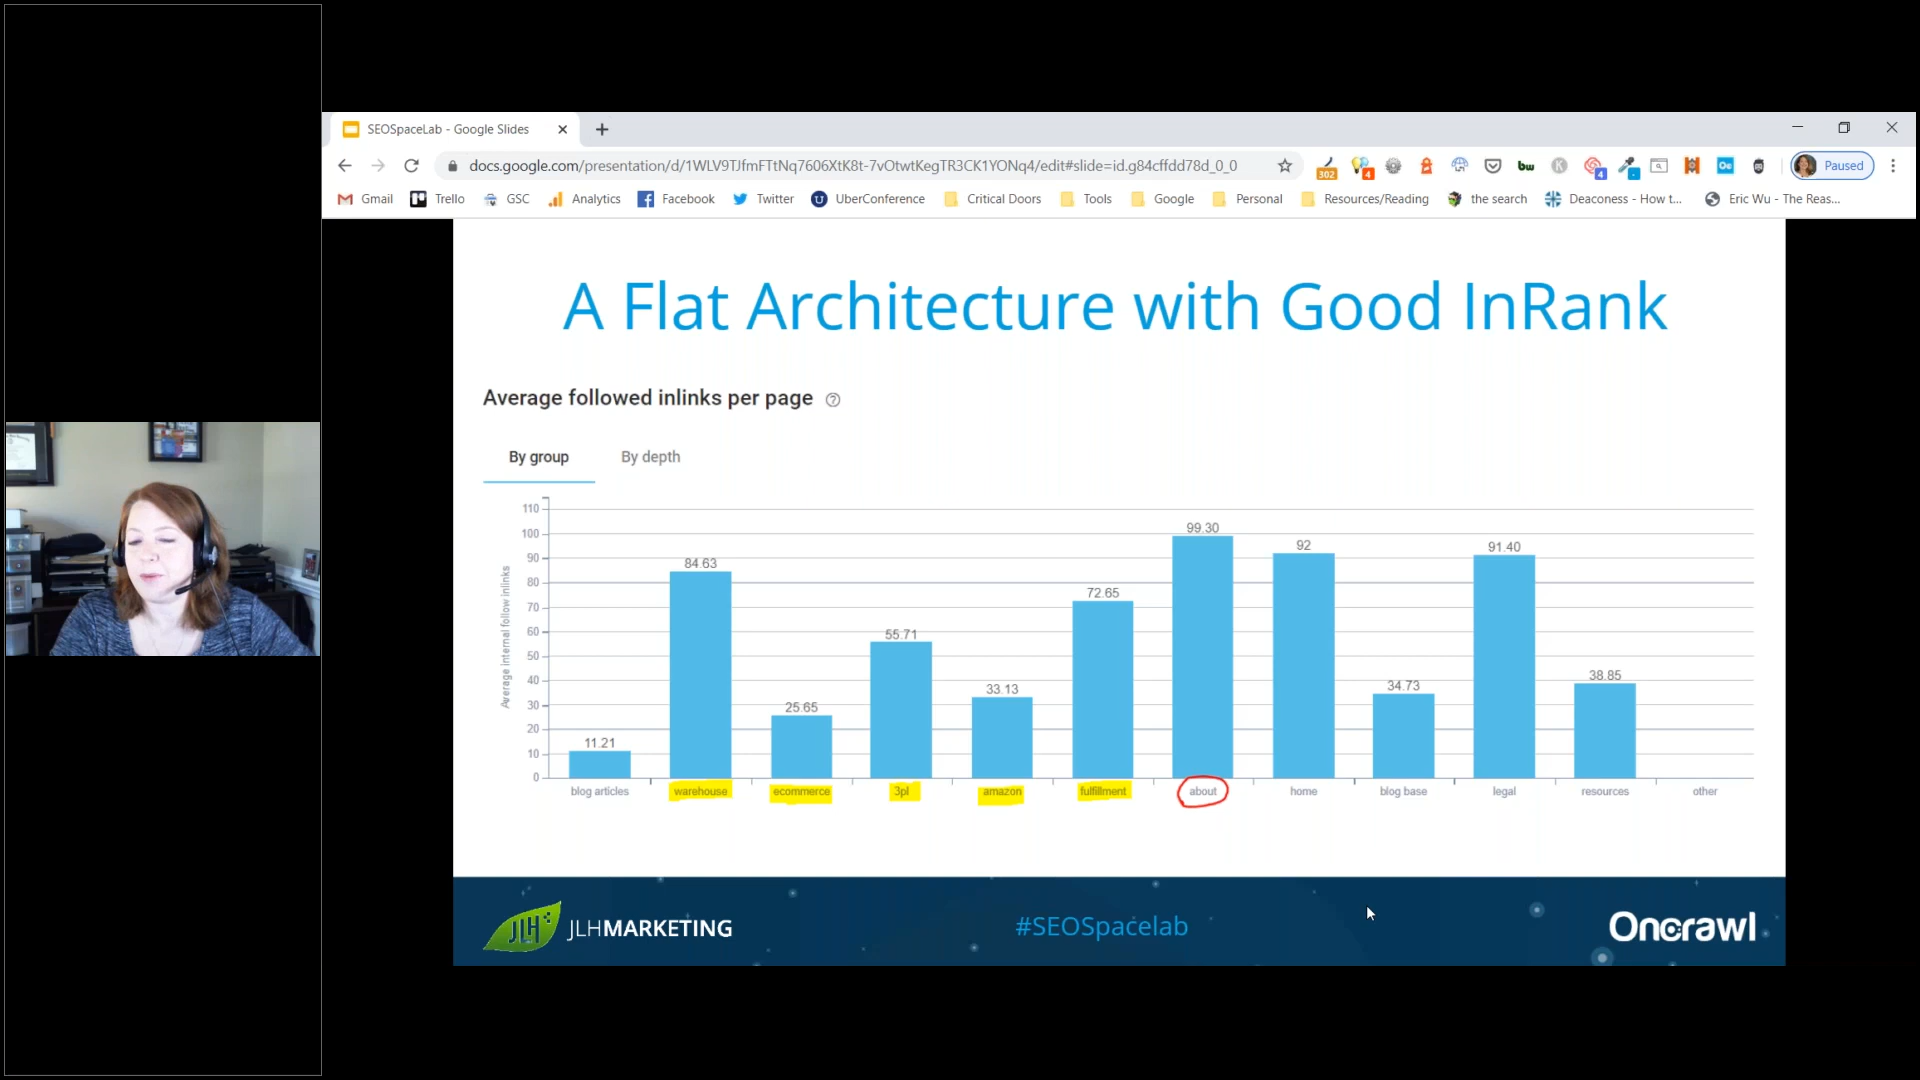 SEOSpaceLab - Google Slides
docs.google.com/presentation/d/1WLV9TJfmFTtNq7606XtK8t-7vOtwtKegTR3CK1YONq4/edit#slide=id.g84cffdd78d_0_0
302
4
bw
K
4
Paused
Gmail
Trello
GSC
Analytics
Facebook
Twitter
UberConference
Critical Doors
Tools
Google
Personal
Resources/Reading
the search
Deaconess - How t...
Eric Wu - The Reas...
A Flat Architecture with Good InRank
Average followed inlinks per page
By group
By depth
Average internal follow inlinks
110
100
90
80
70
60
50
40
30
20
10
0
11.21
84.63
25.65
55.71
33.13
72.65
99.30
92
34.73
91.40
38.85
blog articles
warehouse
ecommerce
3pl
amazon
fulfillment
about
home
blog base
legal
resources
other
JLH
JLHMARKETING
#SEOSpacelab
Oncrawl